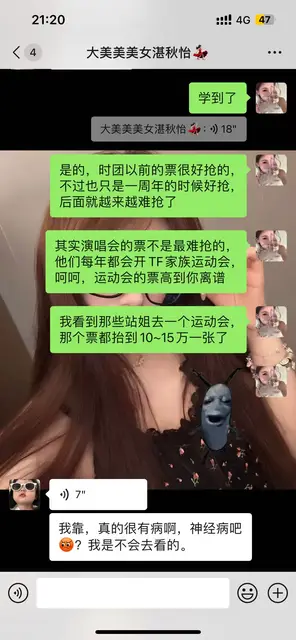 21:20
4G
47
4
大美美美女湛秋怡💃
学到了
大美美美女湛秋怡💃：18"
是的，时团以前的票很好抢的，
不过也只是一周年的时候好抢，
后面就越来越难抢了
其实演唱会的票不是最难抢的，
他们每年都会开TF家族运动会，
呵呵，运动会的票高到你离谱
我看到那些站姐去一个运动会，
那个票都抬到10~15万一张了
7"
我靠，真的很有病啊，神经病吧
😡？我是不会去看的。